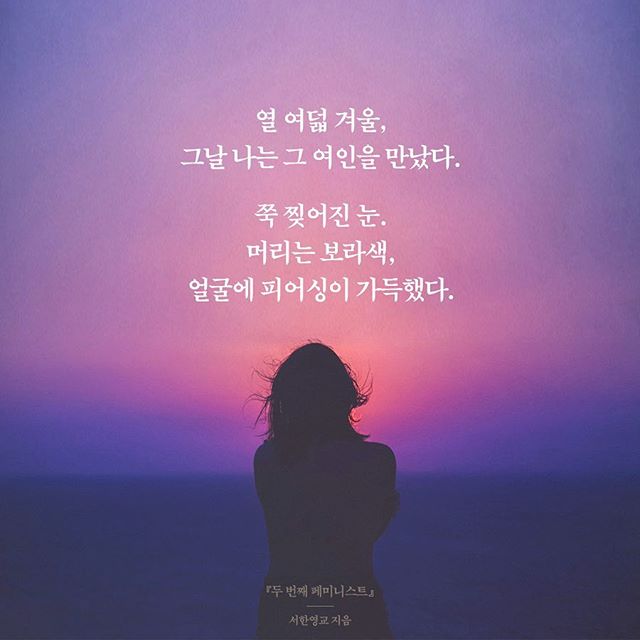 열 여덟 겨울,
그날 나는 그 여인을 만났다.
쭉 찢어진 눈.
머리는 보라색,
얼굴에 피어싱이 가득했다.
『두 번째 페미니스트』
서한영교 지음